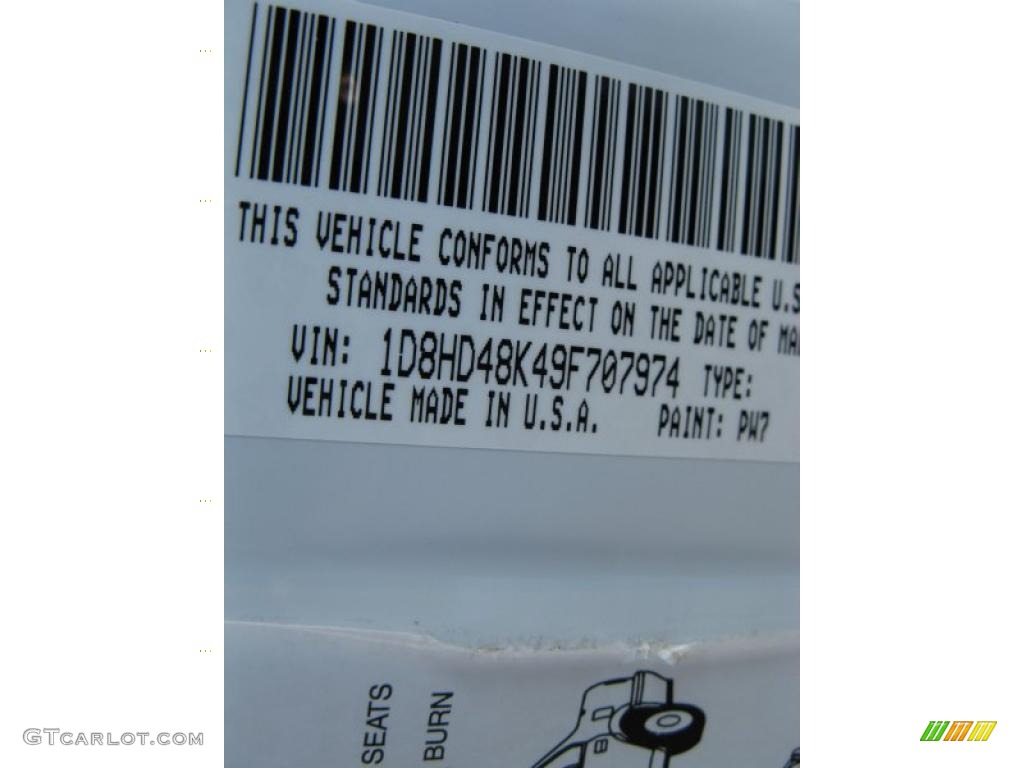 THIS VEHICLE CONFORMS TO ALL APPLICABLE U.S
STANDARDS IN EFFECT ON THE DATE OF MA
VIN: 1D8HD48K49F707974 TYPE:
VEHICLE MADE IN U.S.A. PAINT: PW7
SEATS
BURN
GTCARLOT.COM